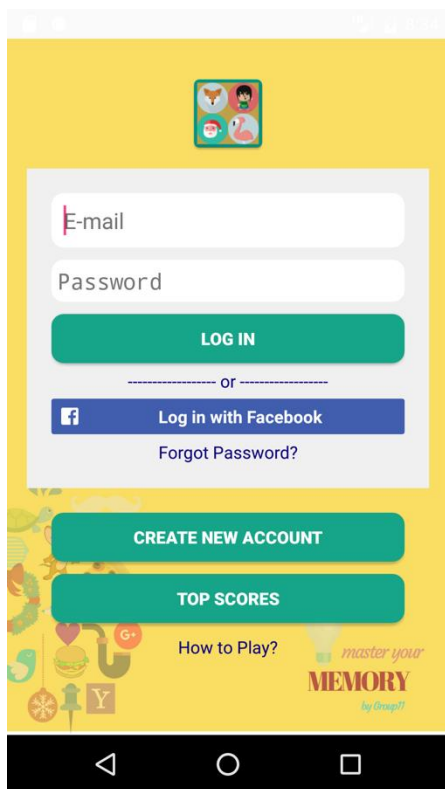 E-mail
Password
LOG IN
------------------ or ------------------
Log in with Facebook
Forgot Password?
CREATE NEW ACCOUNT
TOP SCORES
G+
How to Play?
master your
MEMORY
Y
by Group11